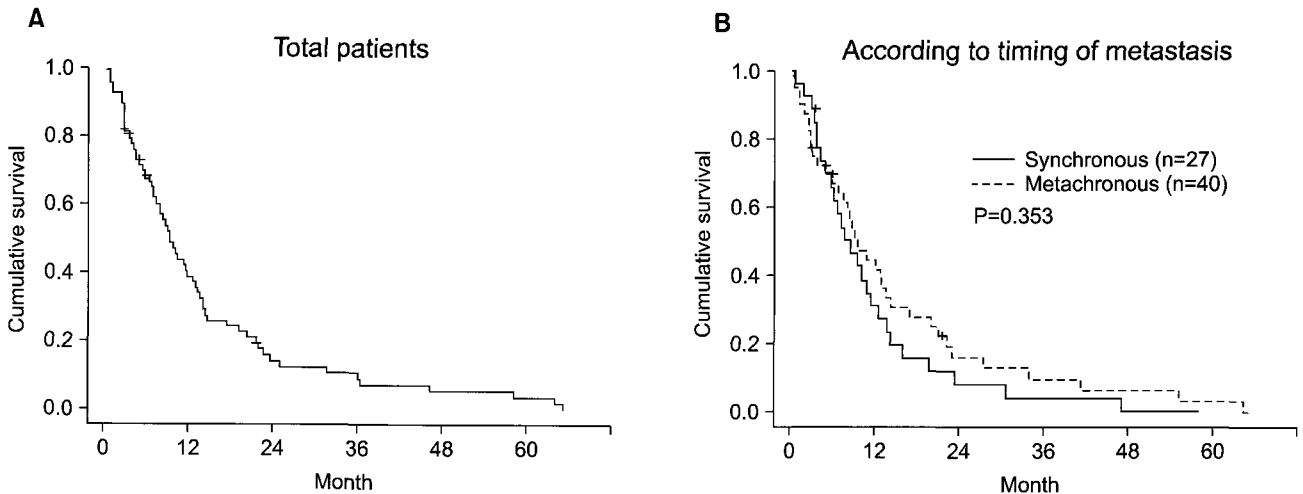 A
Total patients
1.0
0.8
0.6
0.4
0.2
0.0
Cumulative survival
0 12 24 36 48 60
Month
B
According to timing of metastasis
1.0
0.8
0.6
0.4
0.2
0.0
Cumulative survival
Synchronous (n=27)
Metachronous (n=40)
P=0.353
0 12 24 36 48 60
Month